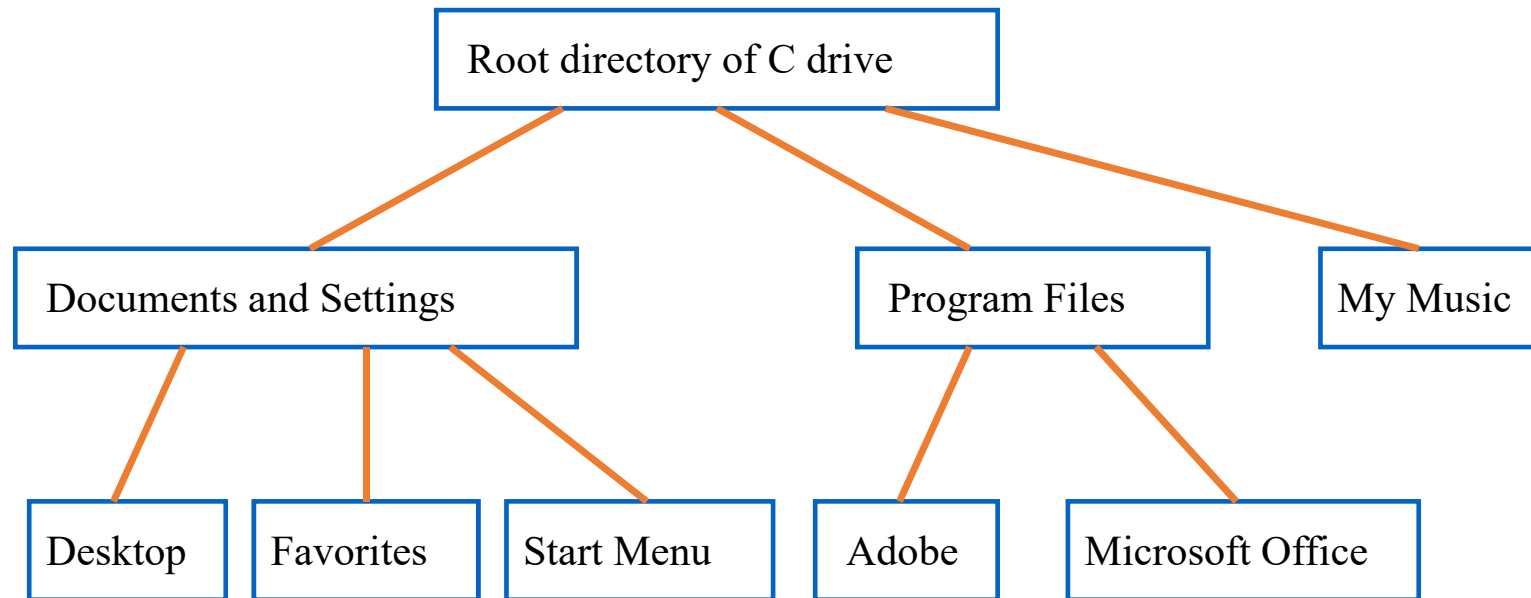 Root directory of C drive
Documents and Settings
Program Files
My Music
Desktop
Favorites
Start Menu
Adobe
Microsoft Office